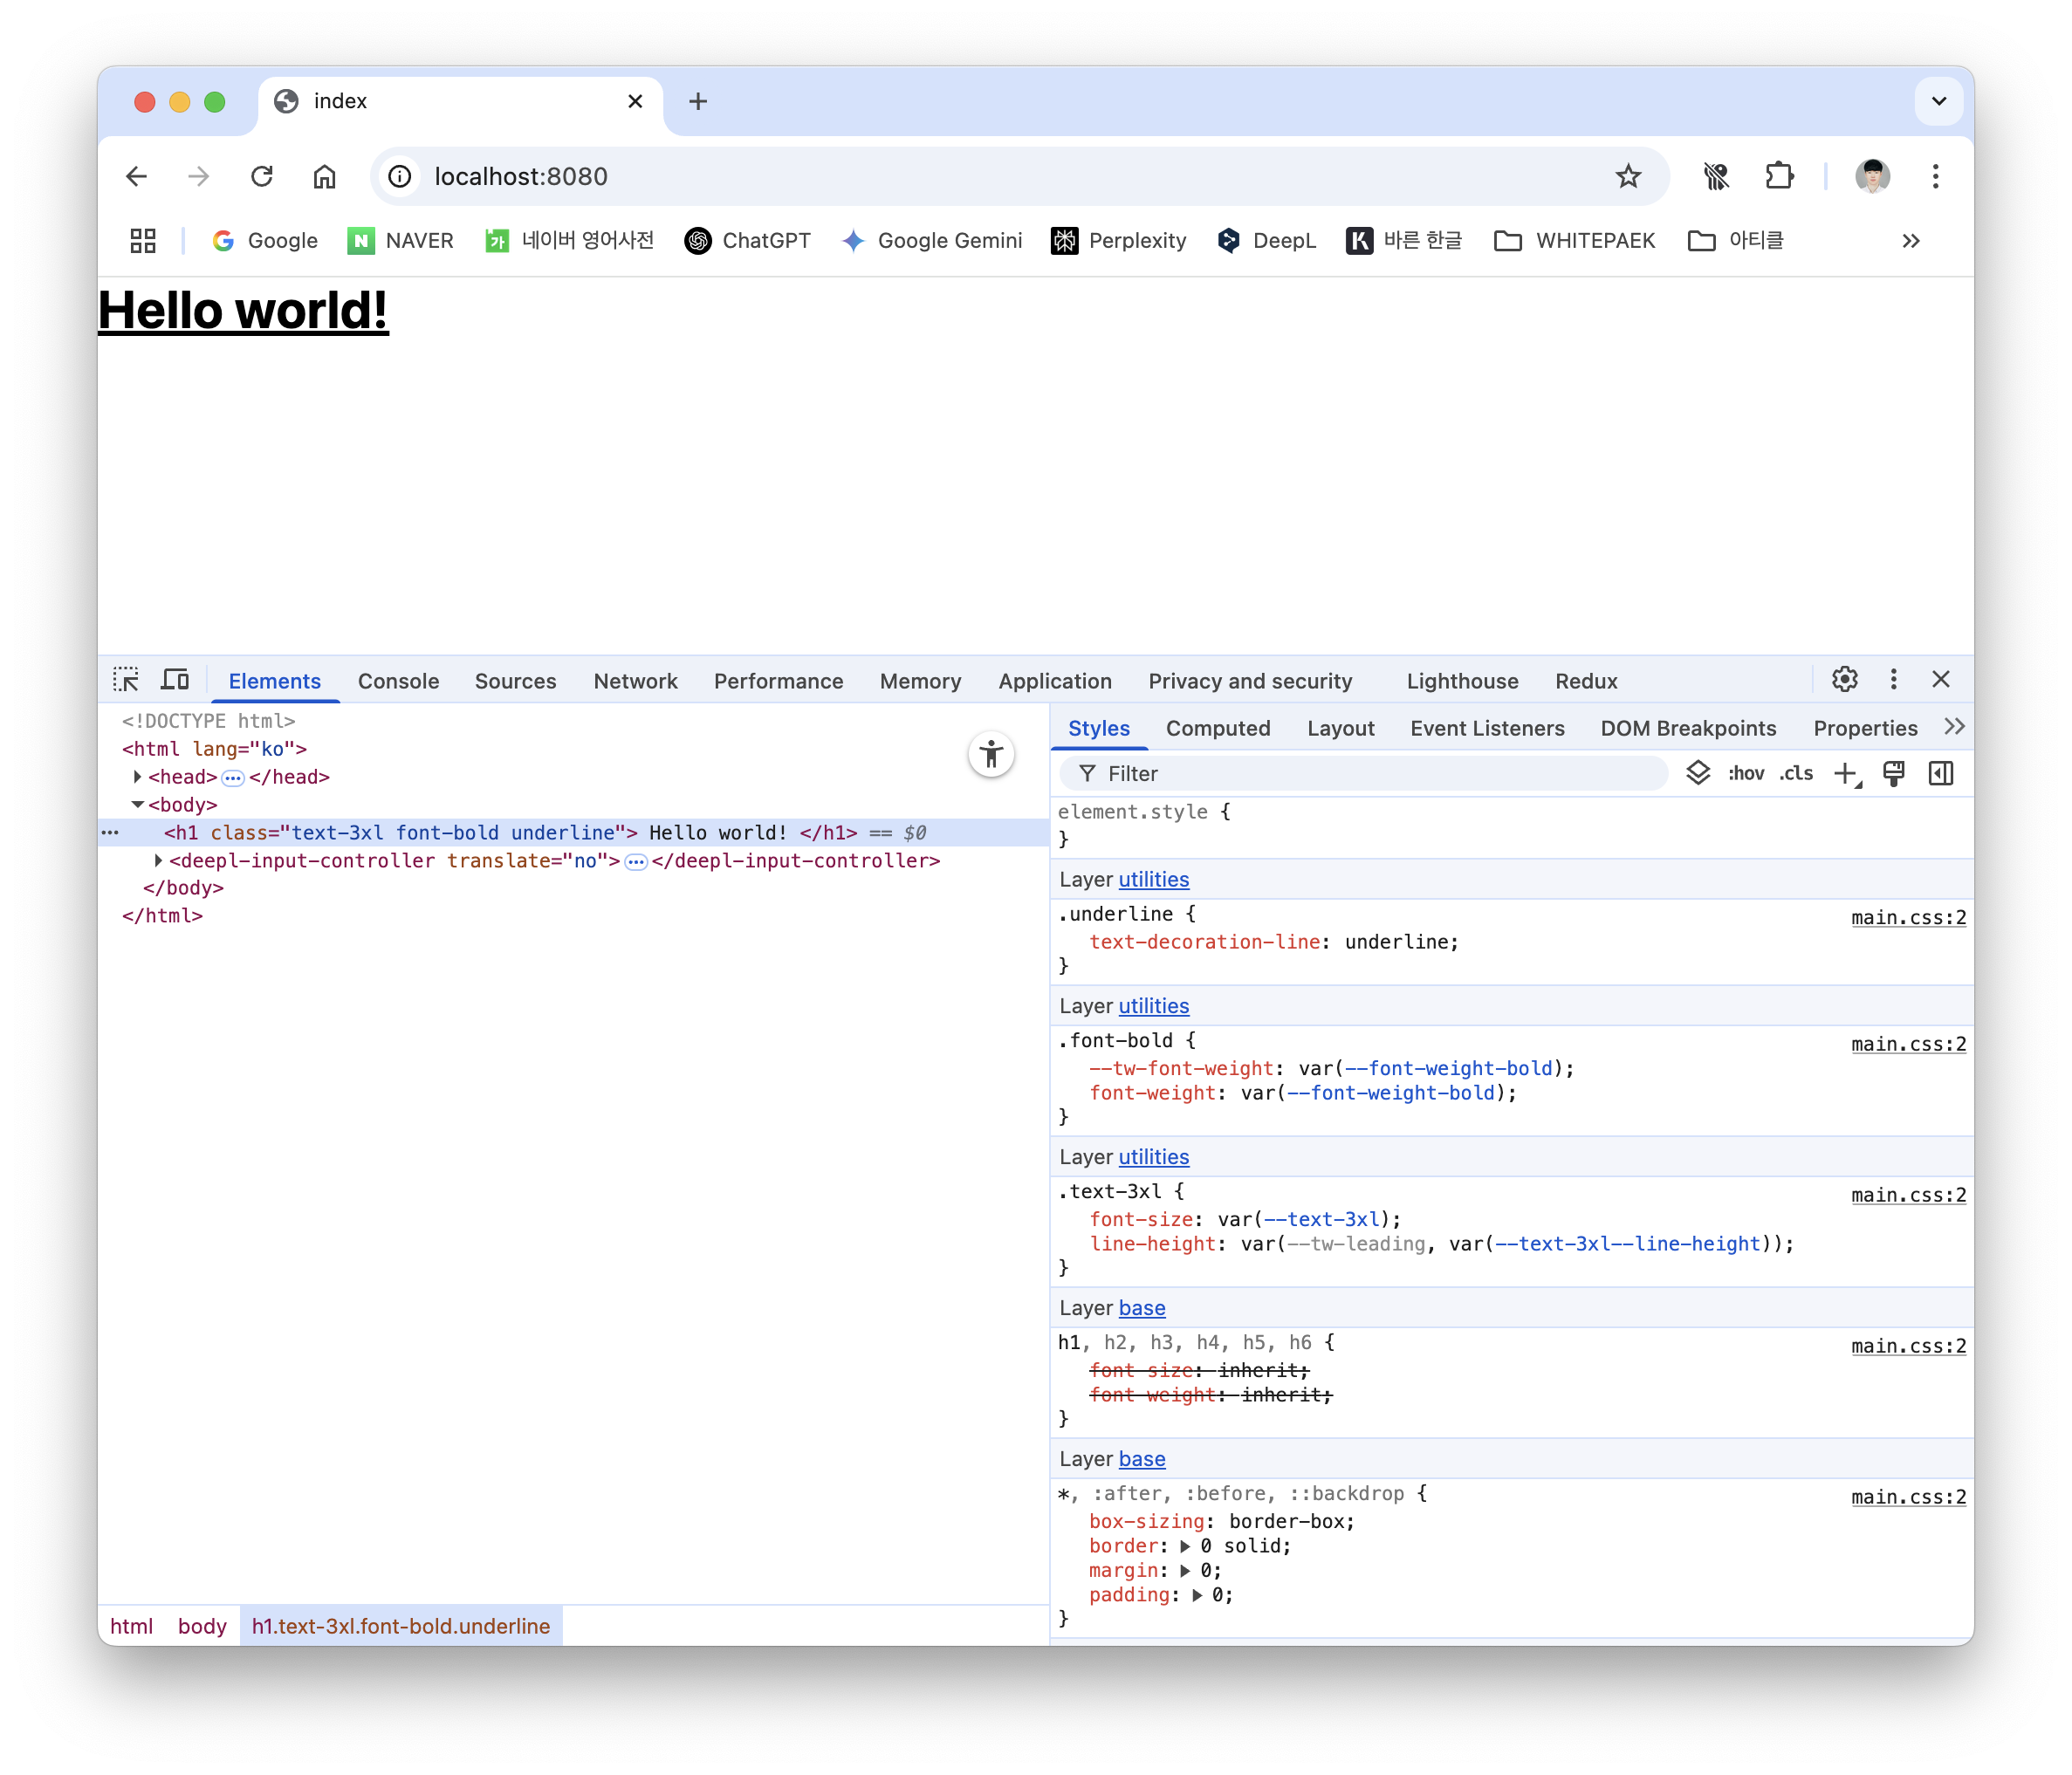 index
localhost:8080
Google NAVER 네이버 영어사전 ChatGPT Google Gemini Perplexity DeepL 바른 한글 WHITEPAEK 아티클
Hello world!
Elements Console Sources Network Performance Memory Application Privacy and security Lighthouse Redux
<!DOCTYPE html>
<html lang="ko">
<head> ••• </head>
<body>
••• <h1 class="text-3xl font-bold underline"> Hello world! </h1> == $0
<deepl-input-controller translate="no"> ••• </deepl-input-controller>
</body>
</html>
html body h1.text-3xl.font-bold.underline
Styles Computed Layout Event Listeners DOM Breakpoints Properties
Filter :hov .cls
element.style {
}
Layer utilities
.underline { main.css:2
text-decoration-line: underline;
}
Layer utilities
.font-bold { main.css:2
--tw-font-weight: var(--font-weight-bold);
font-weight: var(--font-weight-bold);
}
Layer utilities
.text-3xl { main.css:2
font-size: var(--text-3xl);
line-height: var(--tw-leading, var(--text-3xl--line-height));
}
Layer base
h1, h2, h3, h4, h5, h6 { main.css:2
font-size: inherit;
font-weight: inherit;
}
Layer base
*, :after, :before, ::backdrop { main.css:2
box-sizing: border-box;
border: 0 solid;
margin: 0;
padding: 0;
}